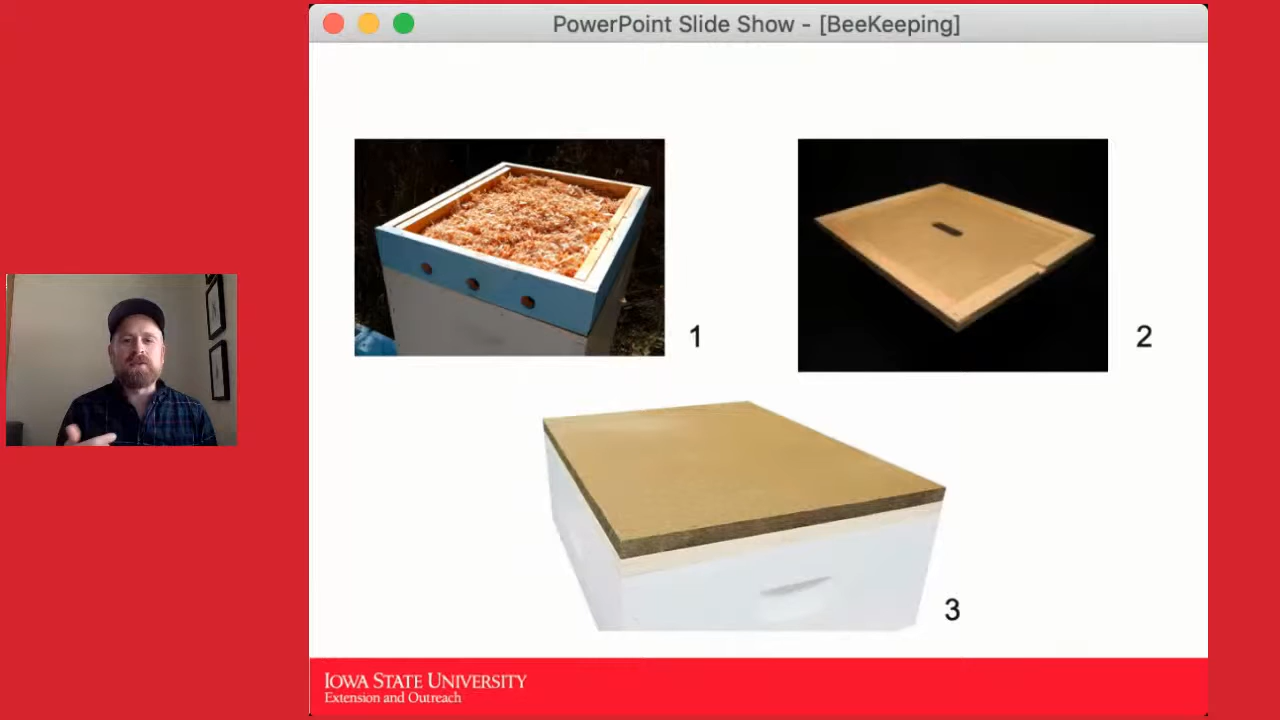 PowerPoint Slide Show - [BeeKeeping]
1
2
3
IOWA STATE UNIVERSITY
Extension and Outreach